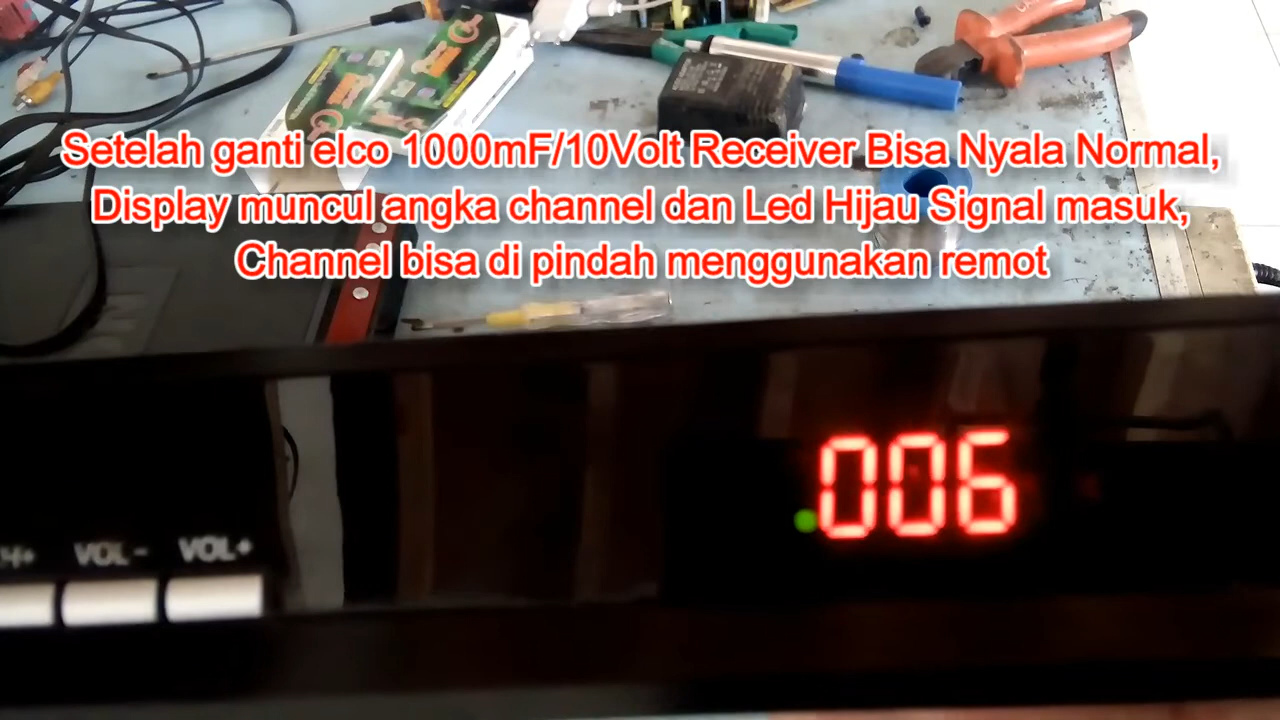 Setelah ganti elco 1000mF/10Volt Receiver Bisa Nyala Normal,
Display muncul angka channel dan Led Hijau Signal masuk,
Channel bisa di pindah menggunakan remot
006
VOL- VOL+